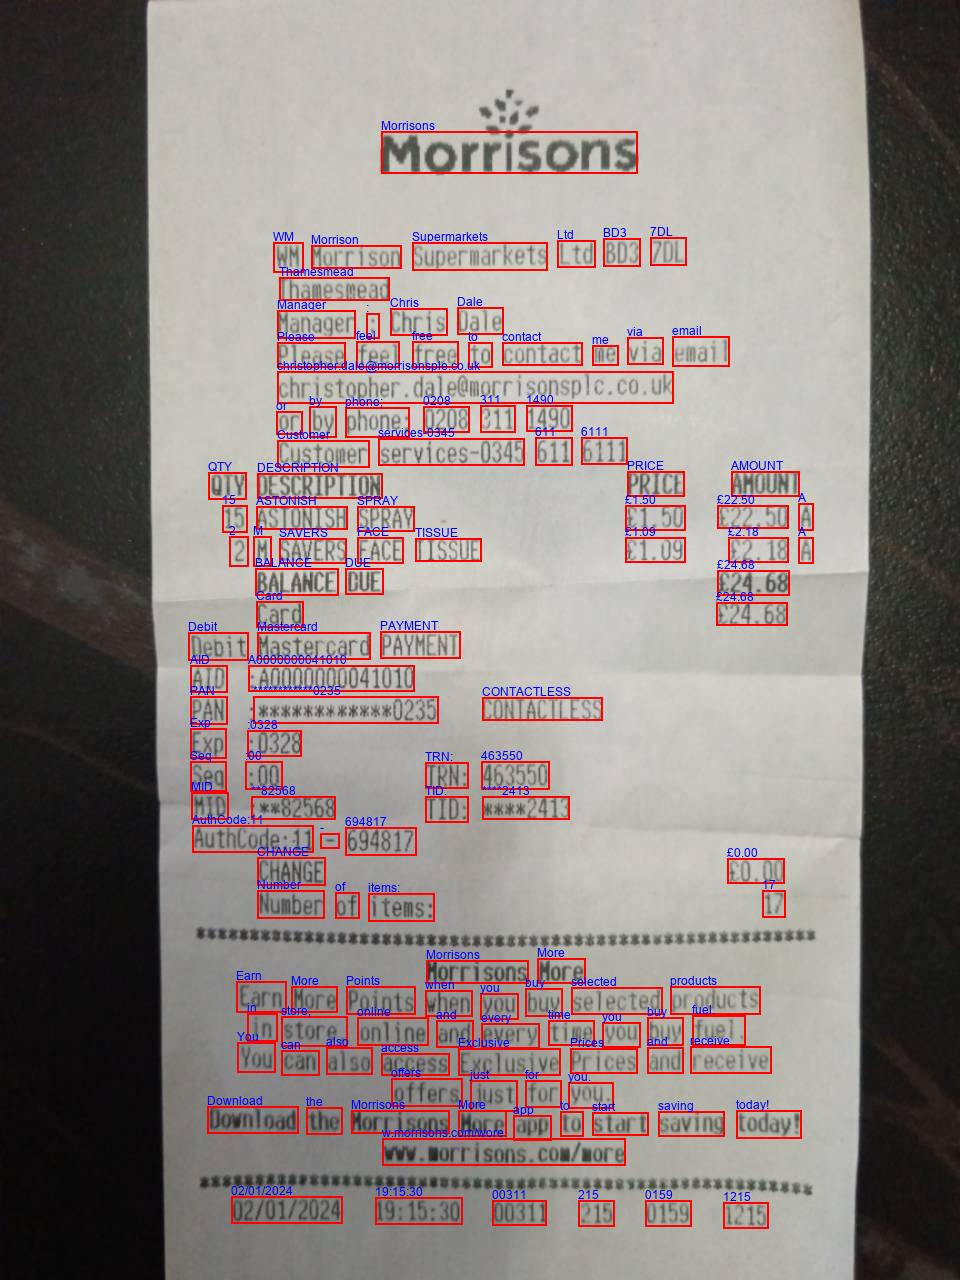 Morrisons
WM Morrison Supermarkets Ltd BD3 7DL
Thamesmead
Manager : Chris Dale
Please feel free to contact me via email
christopher.dale@morrisonsplc.co.uk
or by phone: 0208 311 1490
Customer services-0345 611 6111
QTY DESCRIPTION PRICE AMOUNT
15 ASTONISH SPRAY £1.50 £22.50 A
2 M SAVERS FACE TISSUE £1.09 £2.18 A
BALANCE DUE £24.68
Card £24.68
Debit Mastercard PAYMENT
AID :A0000000041010
PAN :************0235 CONTACTLESS
Exp :0328
Seq :00 TRN: 463550
MID :**82568 TID: ****2413
AuthCode:11 - 694817
CHANGE £0.00
Number of items: 17
Morrisons More
Earn More Points when you buy selected products
in store, online and every time you buy fuel.
You can also access Exclusive Prices and receive
offers just for you.
Download the Morrisons More app to start saving today!
www.morrisons.com/more
02/01/2024 19:15:30 00311 215 0159 1215